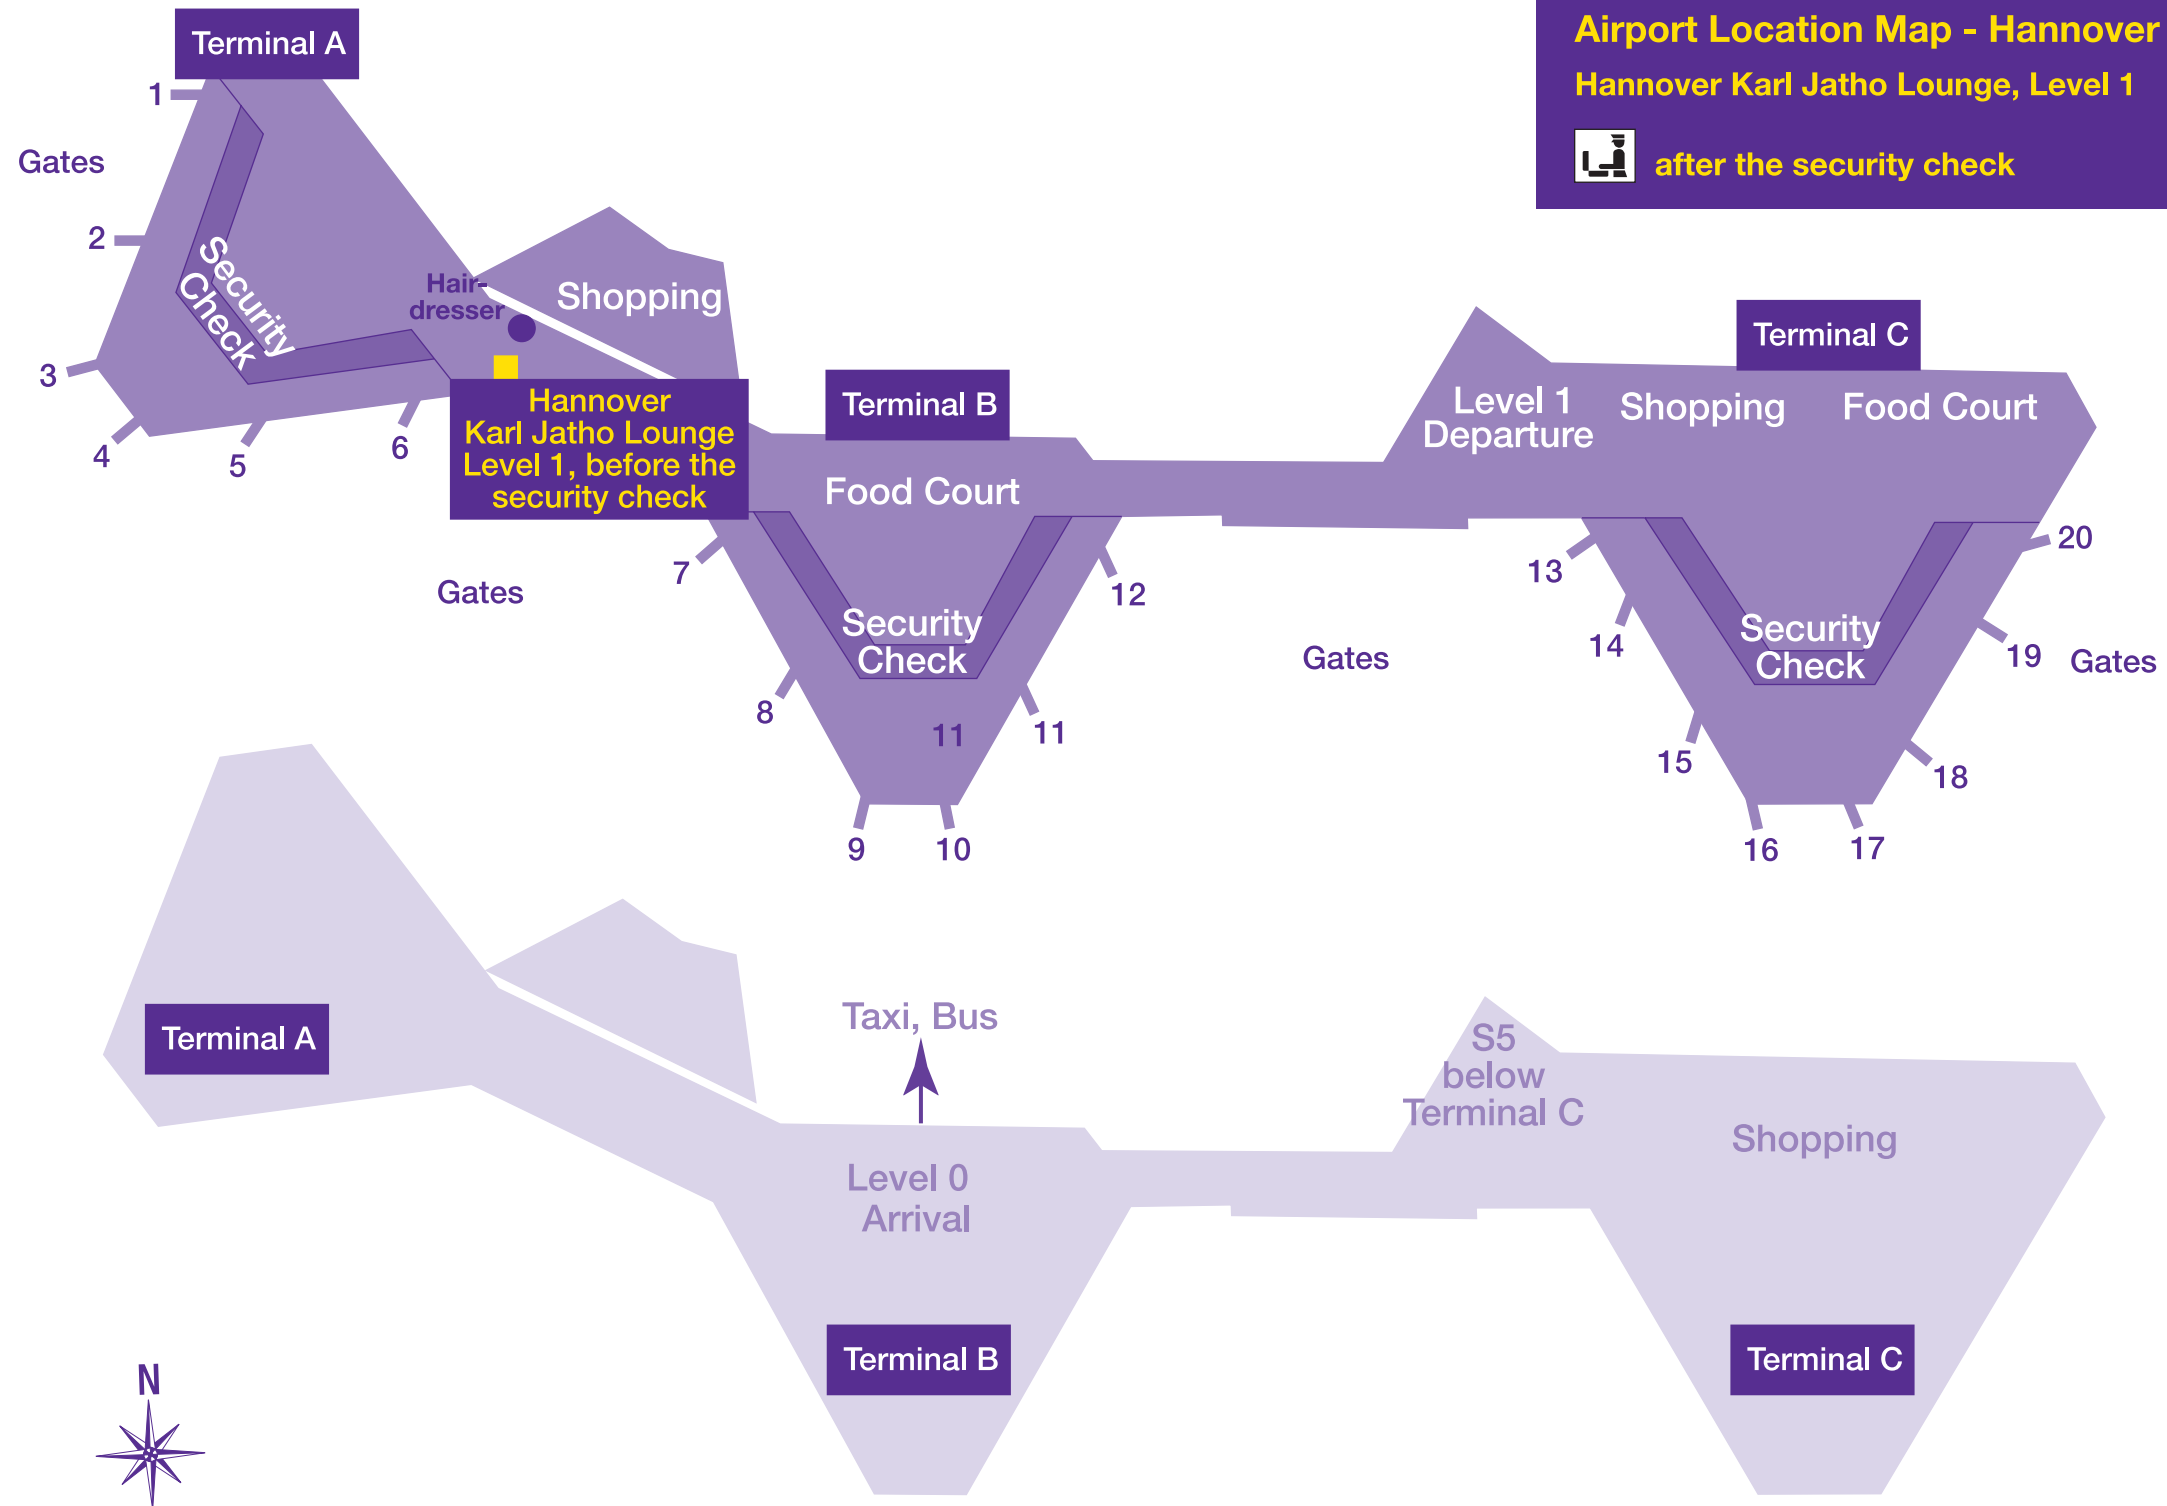 Airport Location Map - Hannover
Hannover Karl Jatho Lounge, Level 1
after the security check
Terminal A
1
Gates
2
Security
Check
3
4
5
6
Hair-
dresser
Shopping
Hannover
Karl Jatho Lounge
Level 1, before the
security check
Terminal B
Food Court
Gates
7
Security
Check
8
9
10
11
11
12
Gates
Level 1
Departure
Shopping
Terminal C
Food Court
13
14
15
16
17
18
19
20
Gates
Security
Check
Terminal A
Taxi, Bus
Level 0
Arrival
Terminal B
S5
below
Terminal C
Shopping
Terminal C
N